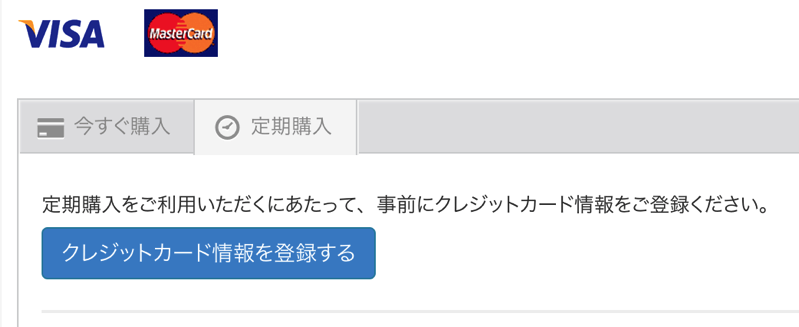 VISA MasterCard
今すぐ購入 定期購入
定期購入をご利用いただくにあたって、事前にクレジットカード情報をご登録ください。
クレジットカード情報を登録する